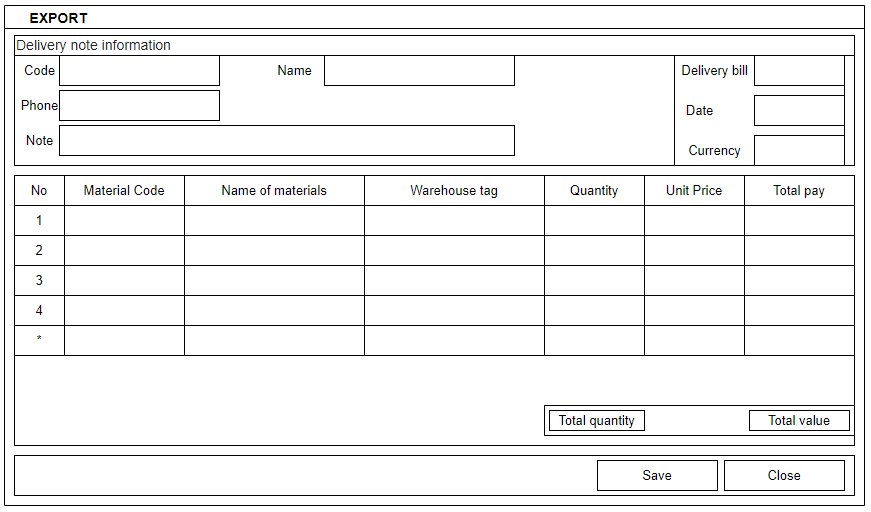 EXPORT
Delivery note information
Code Name Delivery bill
Phone Date
Note Currency
No Material Code Name of materials Warehouse tag Quantity Unit Price Total pay
1
2
3
4
*
Total quantity Total value
Save Close